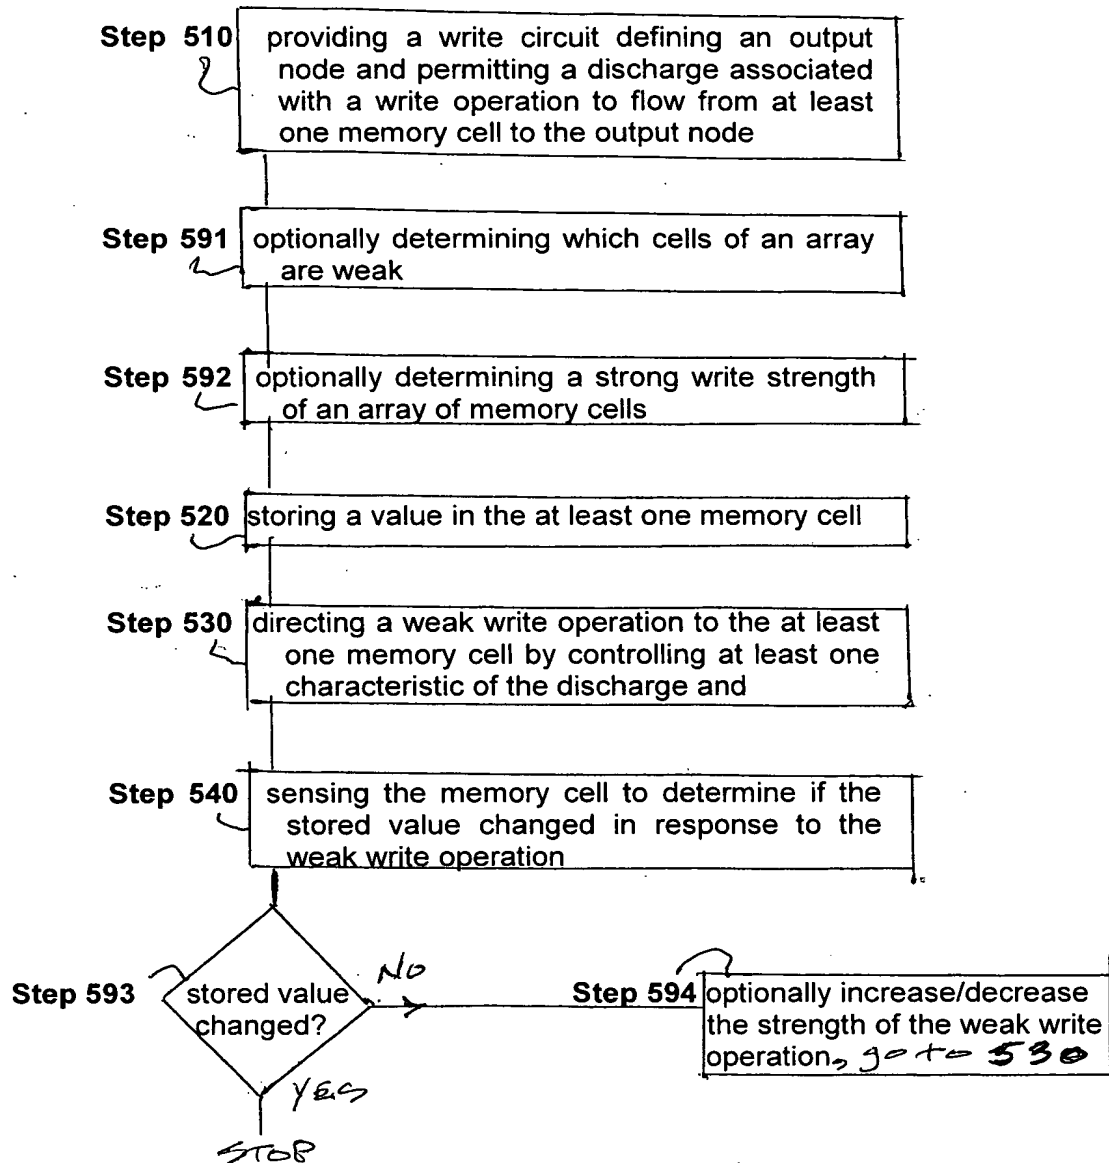 Step 510 providing a write circuit defining an output
node and permitting a discharge associated
with a write operation to flow from at least
one memory cell to the output node
Step 591 optionally determining which cells of an array
are weak
Step 592 optionally determining a strong write strength
of an array of memory cells
Step 520 storing a value in the at least one memory cell
Step 530 directing a weak write operation to the at least
one memory cell by controlling at least one
characteristic of the discharge and
Step 540 sensing the memory cell to determine if the
stored value changed in response to the
weak write operation
Step 593 stored value
changed?
NO
YES
STOP
Step 594 optionally increase/decrease
the strength of the weak write
operation, go to 530